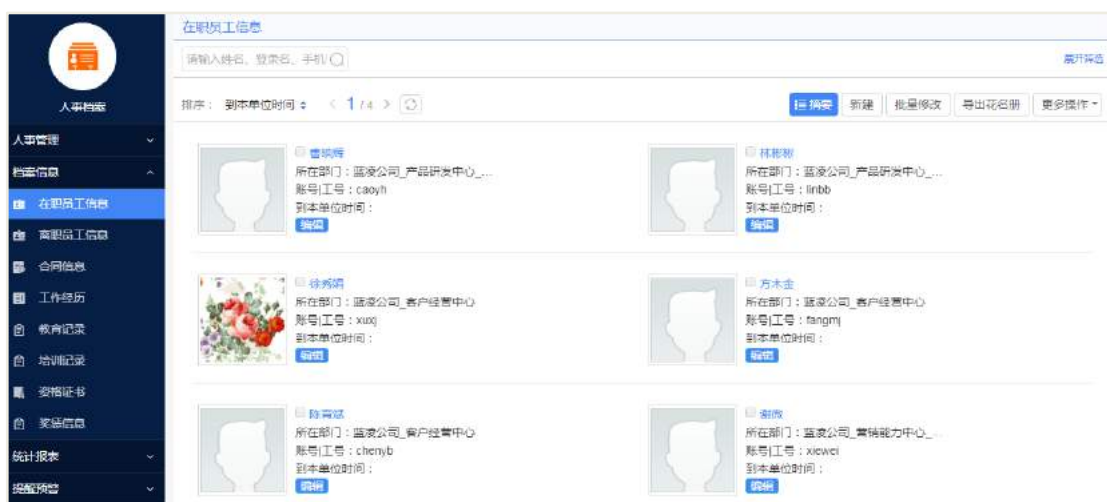 人事档案
人事管理
档案信息
在职员工信息
离职员工信息
合同信息
工作经历
教育记录
培训记录
资格证书
奖惩信息
统计报表
提醒预警
在职员工信息
请输入姓名、登录名、手机
展开筛选
排序： 到本单位时间 1 / 4
摘要 新建 批量修改 导出花名册 更多操作
所在部门：蓝凌公司_产品研发中心_...
账号|工号：caoyh
到本单位时间：
编辑
林彬彬
所在部门：蓝凌公司_产品研发中心_...
账号|工号：linbb
到本单位时间：
编辑
徐秀娟
所在部门：蓝凌公司_客户经营中心
账号|工号：xuxj
到本单位时间：
编辑
方木金
所在部门：蓝凌公司_客户经营中心
账号|工号：fangmj
到本单位时间：
编辑
所在部门：蓝凌公司_客户经营中心
账号|工号：chenyb
到本单位时间：
编辑
谢微
所在部门：蓝凌公司_营销能力中心_...
账号|工号：xiewei
到本单位时间：
编辑